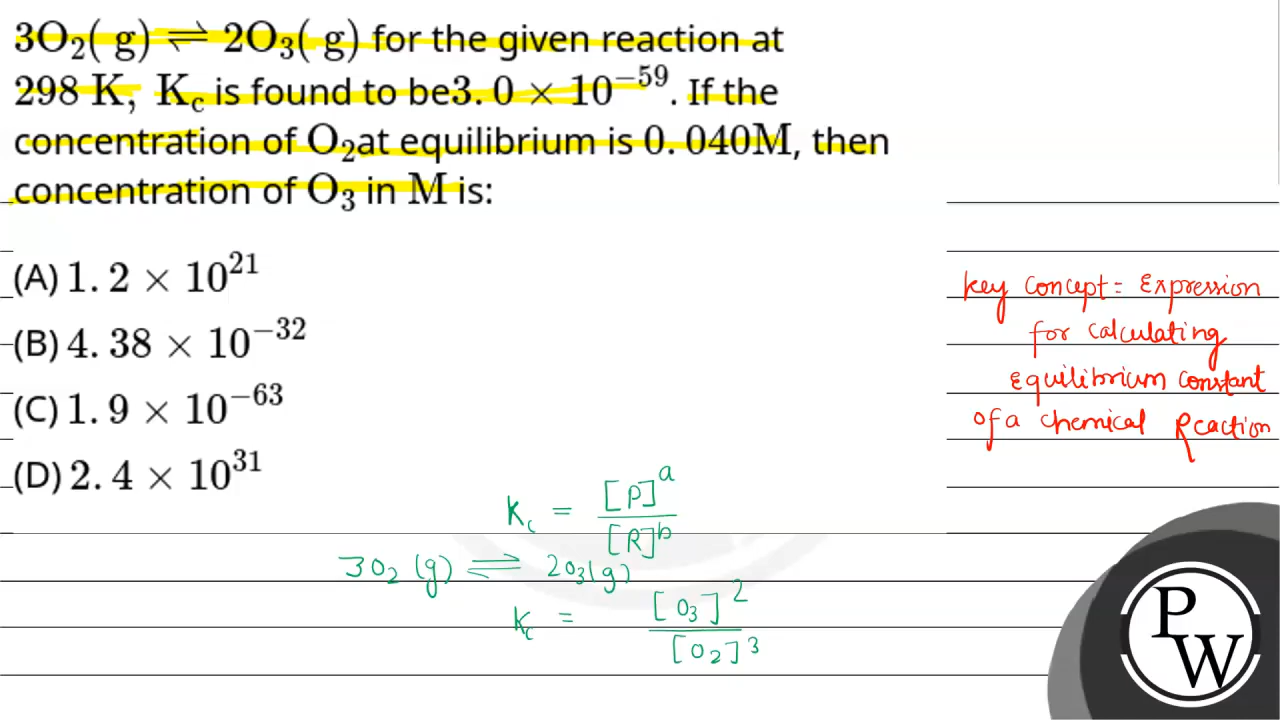 3O₂( g) ⇌ 2O₃( g) for the given reaction at
298 K, K꜀ is found to be3. 0 × 10⁻⁵⁹. If the
concentration of O₂at equilibrium is 0. 040M, then
concentration of O₃ in M is:
(A) 1. 2 × 10²¹
(B) 4. 38 × 10⁻³²
(C) 1. 9 × 10⁻⁶³
(D) 2. 4 × 10³¹
key concept = Expression
for calculating
Equilibrium constant
of a chemical Reaction
K꜀ = [P]ᵃ / [R]ᵇ
3O₂ (g) ⇌ 2O₃(g)
K꜀ = [O₃]² / [O₂]³
P
W